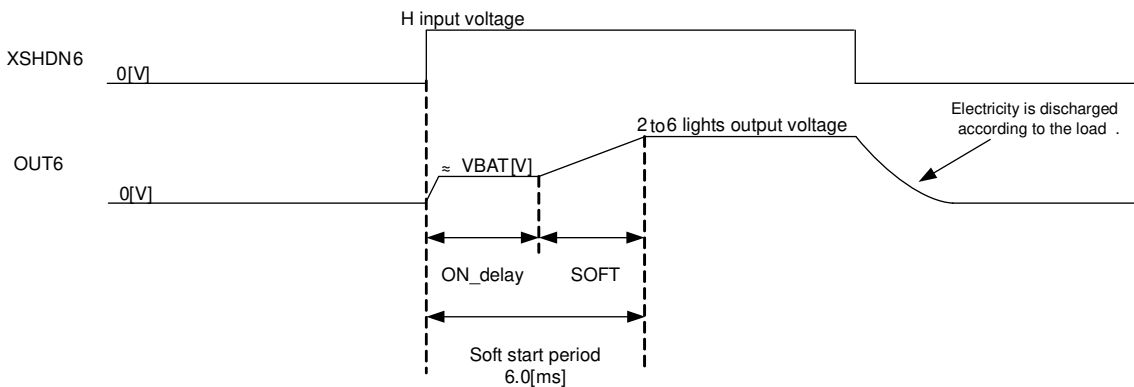 H input voltage
XSHDN6
0[V]
Electricity is discharged
according to the load .
2 to 6 lights output voltage
OUT6
≈ VBAT[V]
0[V]
ON_delay
SOFT
Soft start period
6.0[ms]